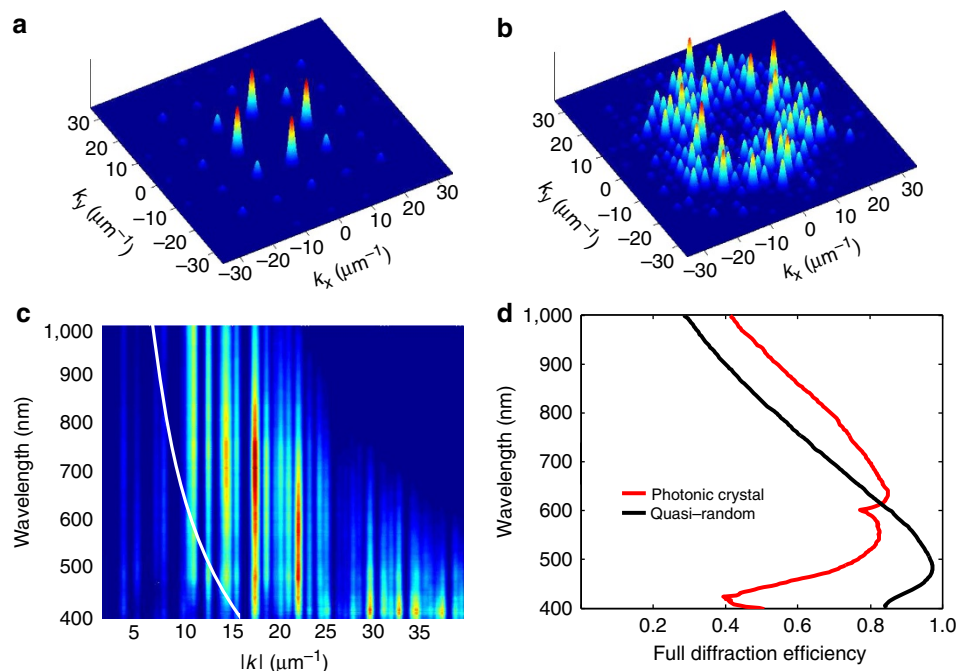 a
30
20
10
0
−10
−20
−30
ky (μm−1)
−30
−20
−10
0
10
20
30
kx (μm−1)
b
30
20
10
0
−10
−20
−30
ky (μm−1)
−30
−20
−10
0
10
20
30
kx (μm−1)
c
1,000
900
800
700
600
500
400
Wavelength (nm)
5 10 15 20 25 30 35
|k| (μm−1)
d
1,000
900
800
700
600
500
400
Wavelength (nm)
Photonic crystal
Quasi–random
0.2 0.4 0.6 0.8 1.0
Full diffraction efficiency